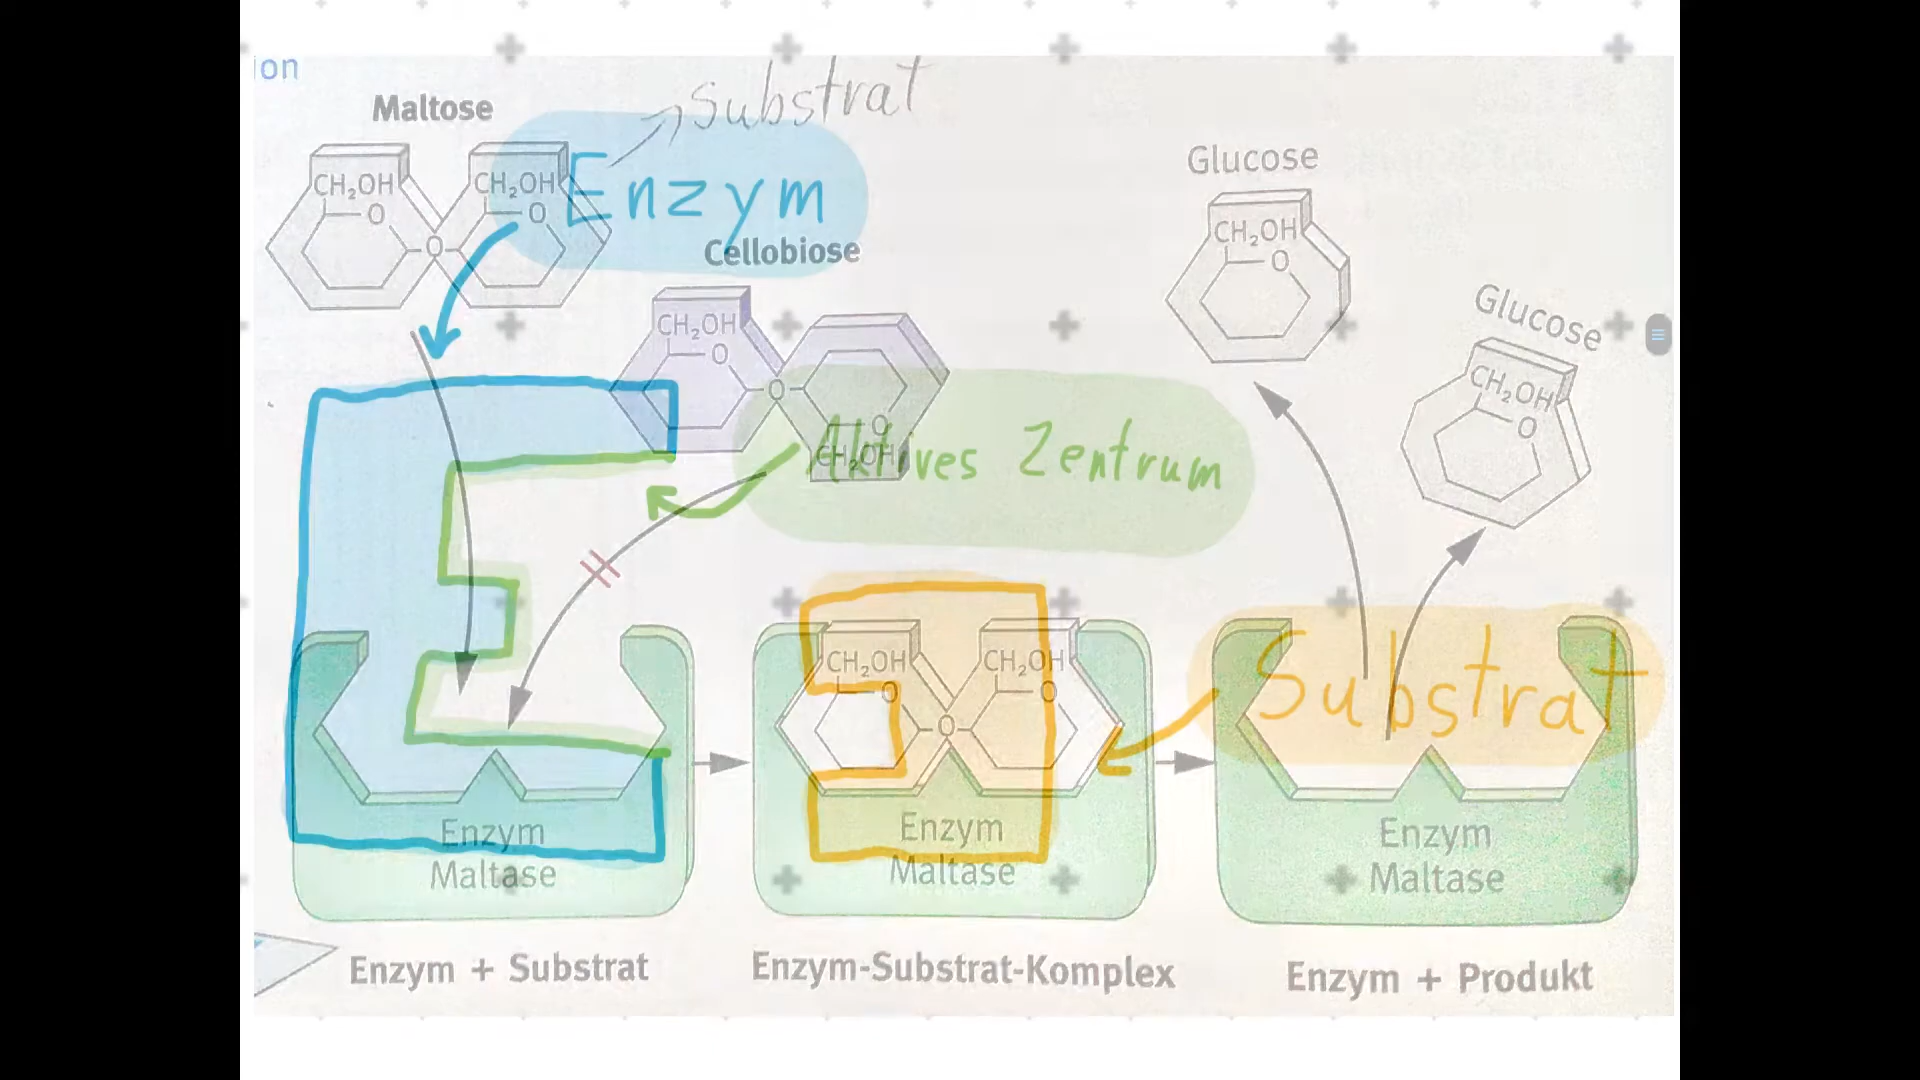 ion
Maltose
Substrat
Enzym
CH₂OH
CH₂OH
O
O
O
Cellobiose
CH₂OH
O
O
O
CH₂OH
Aktives Zentrum
Glucose
CH₂OH
O
Glucose
CH₂OH
O
Substrat
CH₂OH
CH₂OH
O
O
O
Enzym
Maltase
Enzym
Maltase
Enzym
Maltase
Enzym + Substrat
Enzym-Substrat-Komplex
Enzym + Produkt